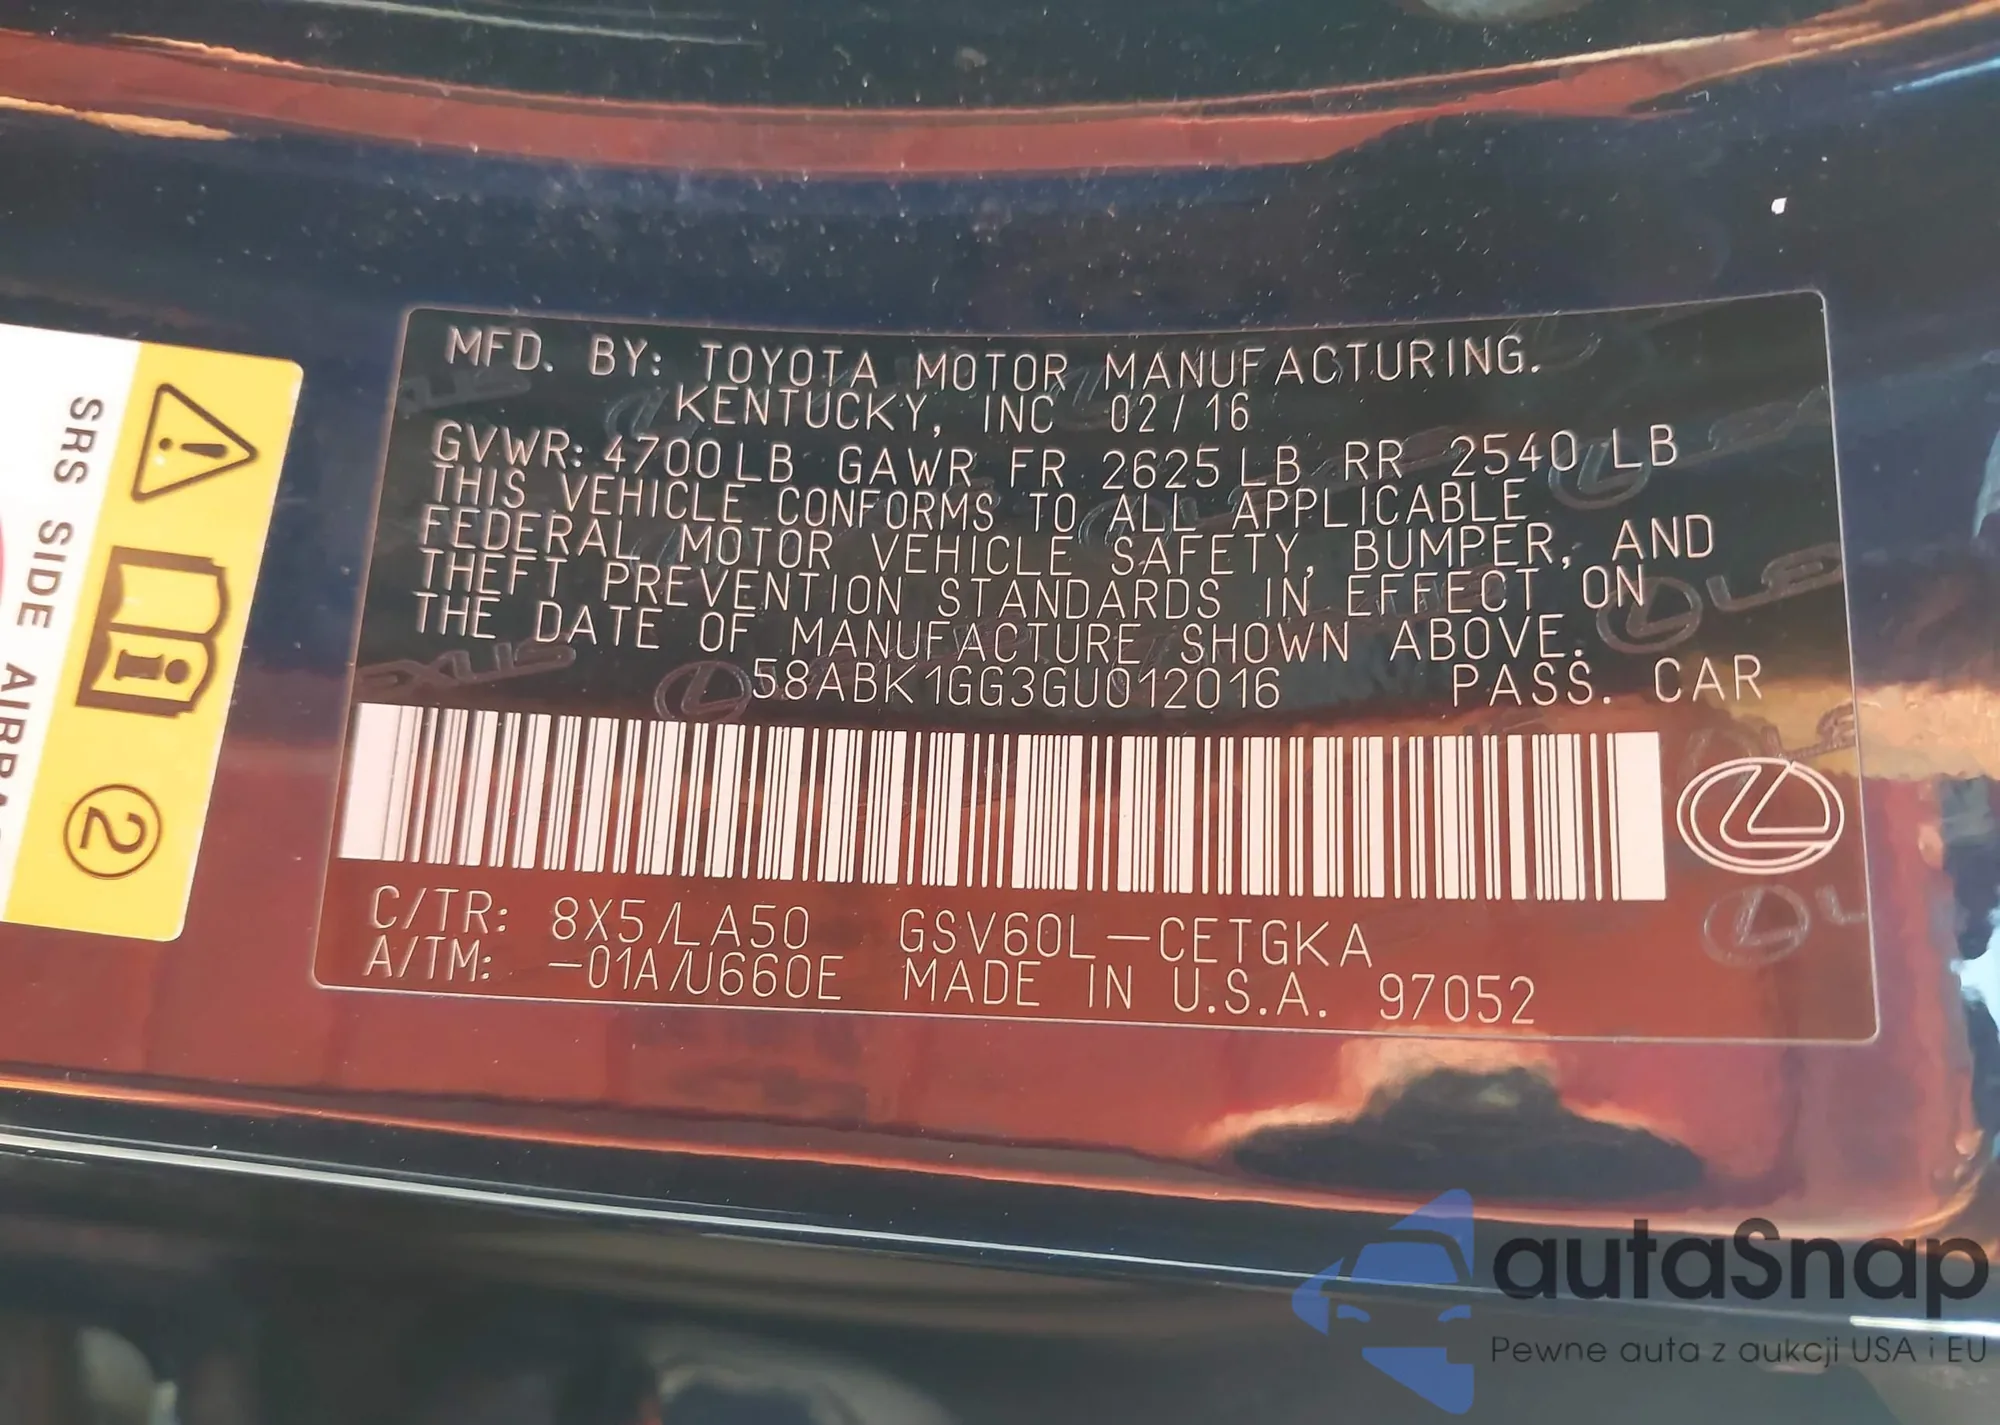 MFD. BY: TOYOTA MOTOR MANUFACTURING.
KENTUCKY, INC 02/16
GVWR: 4700LB GAWR FR 2625LB RR 2540 LB
THIS VEHICLE CONFORMS TO ALL APPLICABLE
FEDERAL MOTOR VEHICLE SAFETY, BUMPER, AND
THEFT PREVENTION STANDARDS IN EFFECT ON
THE DATE OF MANUFACTURE SHOWN ABOVE.
58ABK1GG3GU012016 PASS. CAR
C/TR: 8X5/LA50 GSV60L-CETGKA
A/TM: -01A/U660E MADE IN U.S.A. 97052
SRS SIDE
2
autaSnap
Pewne auta z aukcji USA i EU